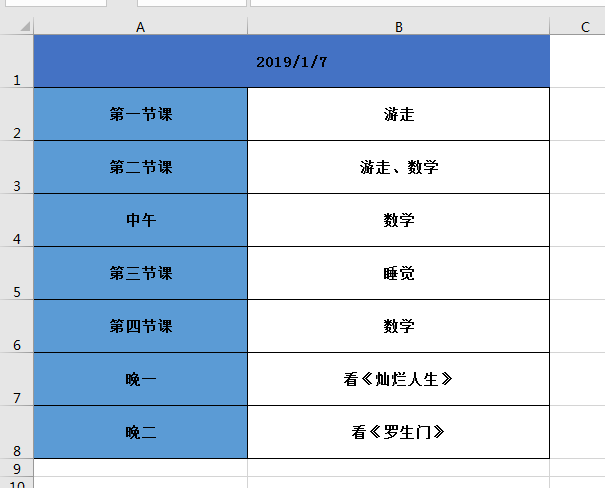 A B C
1 2019/1/7
2 第一节课 游走
3 第二节课 游走、数学
4 中午 数学
5 第三节课 睡觉
6 第四节课 数学
7 晚一 看《灿烂人生》
8 晚二 看《罗生门》
9
10